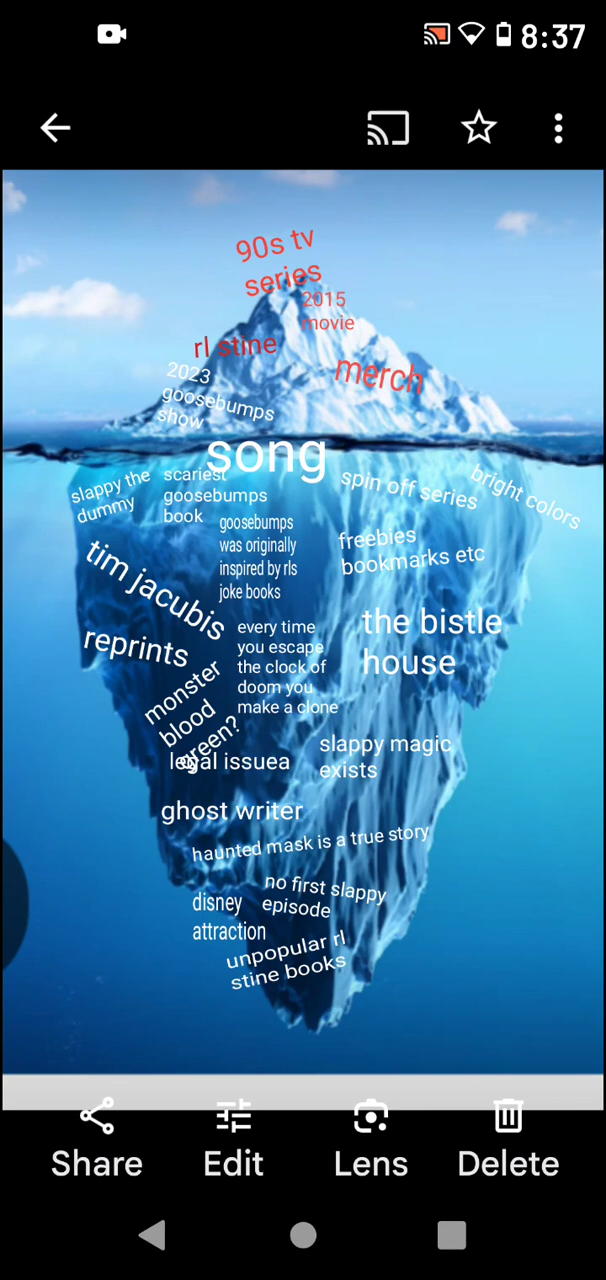 8:37
90s tv
series
2015
movie
rl stine
merch
2023
goosebumps
show
song
slappy the
dummy
scariest
goosebumps
book
spin off series
bright colors
goosebumps
was originally
inspired by rls
joke books
freebies
bookmarks etc
tim jacubis
reprints
every time
you escape
the clock of
doom you
make a clone
the bistle
house
monster
blood
green?
legal issuea
slappy magic
exists
ghost writer
haunted mask is a true story
no first slappy
episode
disney
attraction
unpopular rl
stine books
Share
Edit
Lens
Delete